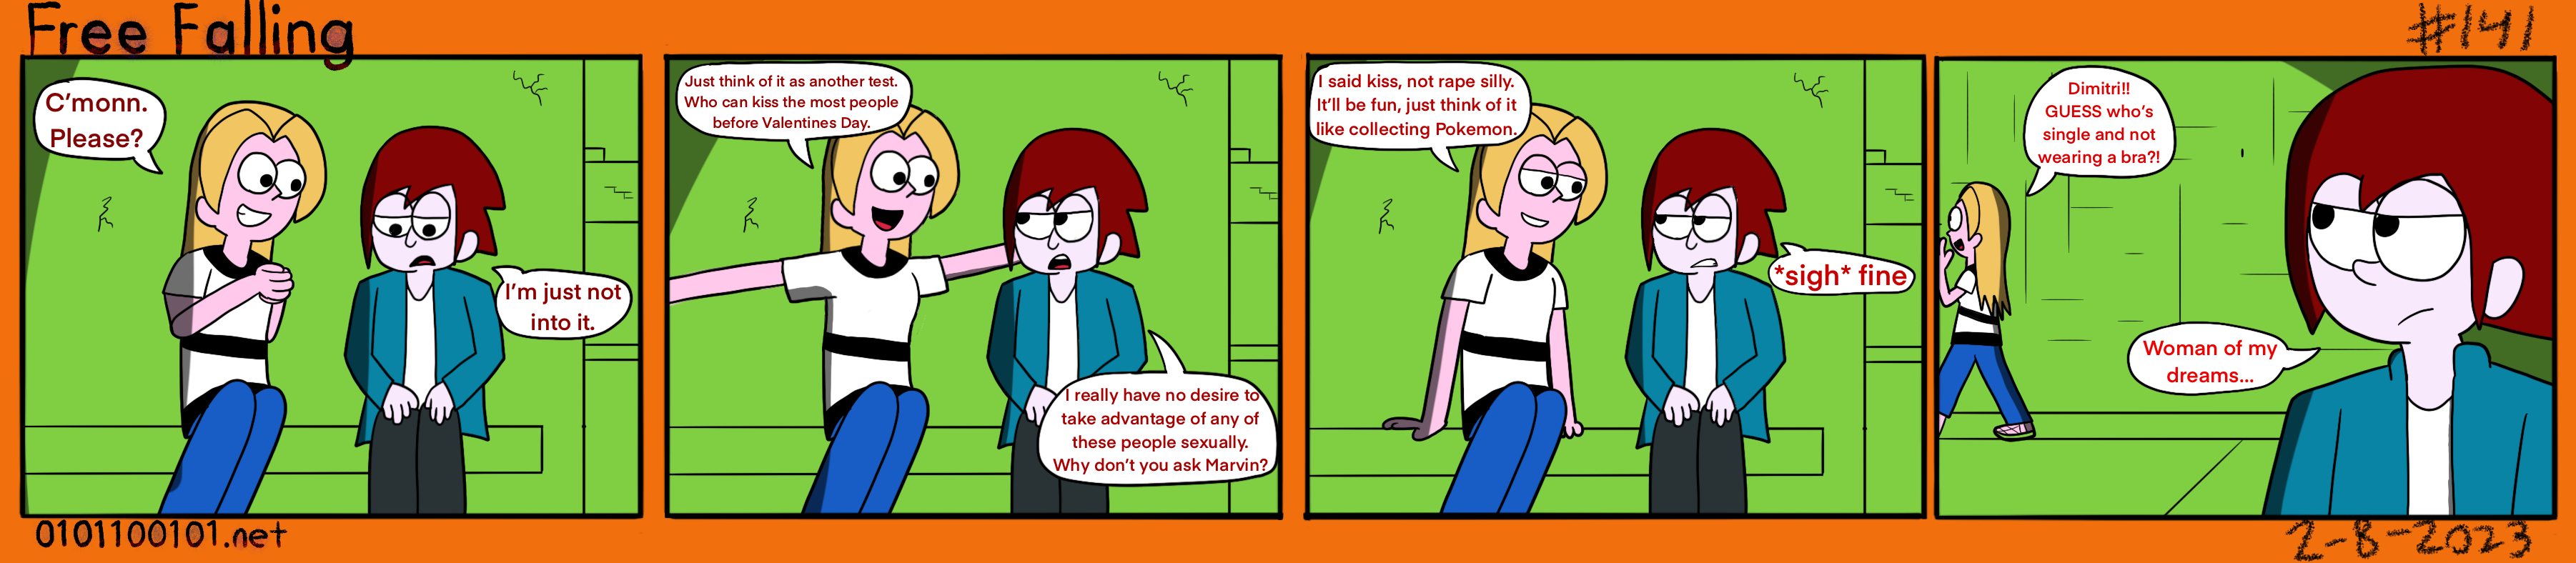 Free Falling
#141
C'monn.
Please?
I'm just not
into it.
Just think of it as another test.
Who can kiss the most people
before Valentines Day.
I really have no desire to
take advantage of any of
these people sexually.
Why don't you ask Marvin?
I said kiss, not rape silly.
It'll be fun, just think of it
like collecting Pokemon.
*sigh* fine
Dimitri!!
GUESS who's
single and not
wearing a bra?!
Woman of my
dreams...
0101100101.net
2-8-2023